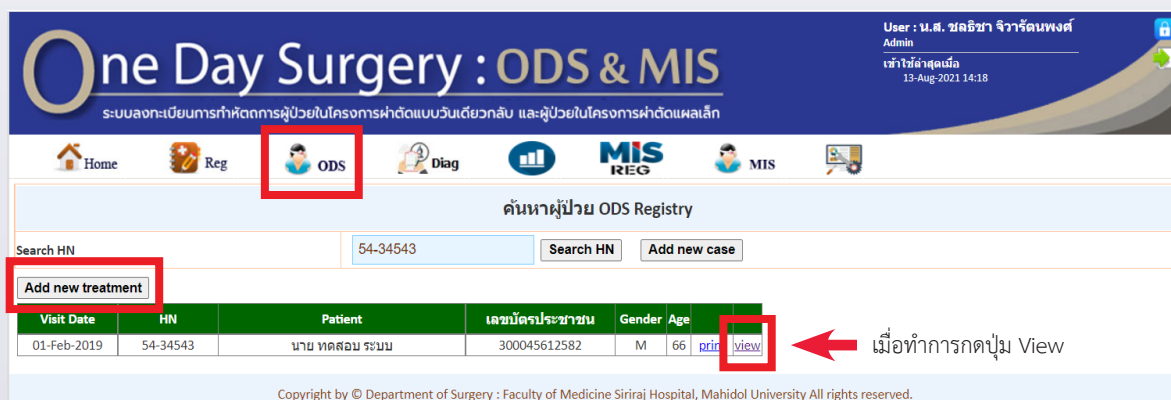 One Day Surgery : ODS & MIS
ระบบลงทะเบียนการทำหัตถการผู้ป่วยในโครงการผ่าตัดแบบวันเดียวกลับ และผู้ป่วยในโครงการผ่าตัดแผลเล็ก
User : น.ส. ชลธิชา จิวารัตนพงศ์
Admin
เข้าใช้ล่าสุดเมื่อ
13-Aug-2021 14:18
Home Reg ODS Diag MIS REG MIS
ค้นหาผู้ป่วย ODS Registry
Search HN 54-34543 Search HN Add new case
Add new treatment
Visit Date HN Patient เลขบัตรประชาชน Gender Age
01-Feb-2019 54-34543 นาย ทดสอบ ระบบ 300045612582 M 66 print view
เมื่อทำการกดปุ่ม View
Copyright by © Department of Surgery : Faculty of Medicine Siriraj Hospital, Mahidol University All rights reserved.